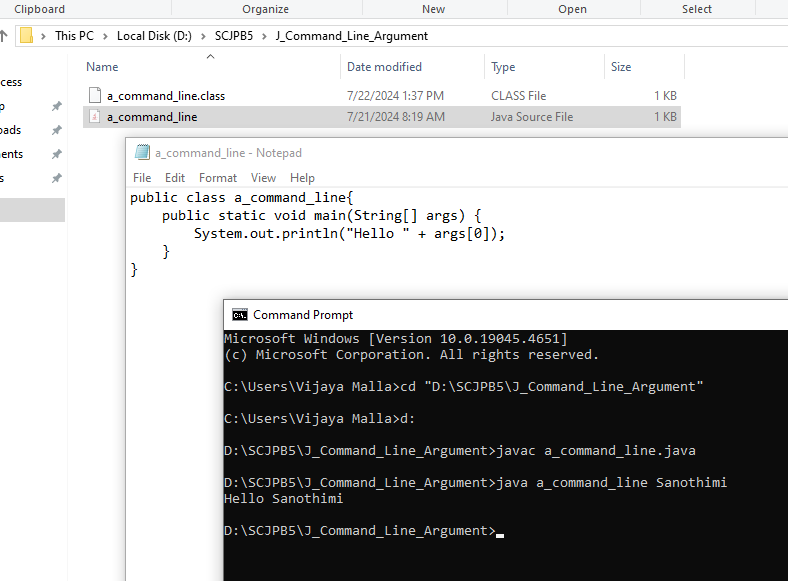 Clipboard Organize New Open Select
This PC > Local Disk (D:) > SCJPB5 > J_Command_Line_Argument
Name Date modified Type Size
cess
p
oads
ents
s
a_command_line.class 7/22/2024 1:37 PM CLASS File 1 KB
a_command_line 7/21/2024 8:19 AM Java Source File 1 KB
a_command_line - Notepad
File Edit Format View Help
public class a_command_line{
    public static void main(String[] args) {
        System.out.println("Hello " + args[0]);
    }
}
Command Prompt
Microsoft Windows [Version 10.0.19045.4651]
(c) Microsoft Corporation. All rights reserved.
C:\Users\Vijaya Malla>cd "D:\SCJPB5\J_Command_Line_Argument"
C:\Users\Vijaya Malla>d:
D:\SCJPB5\J_Command_Line_Argument>javac a_command_line.java
D:\SCJPB5\J_Command_Line_Argument>java a_command_line Sanothimi
Hello Sanothimi
D:\SCJPB5\J_Command_Line_Argument>